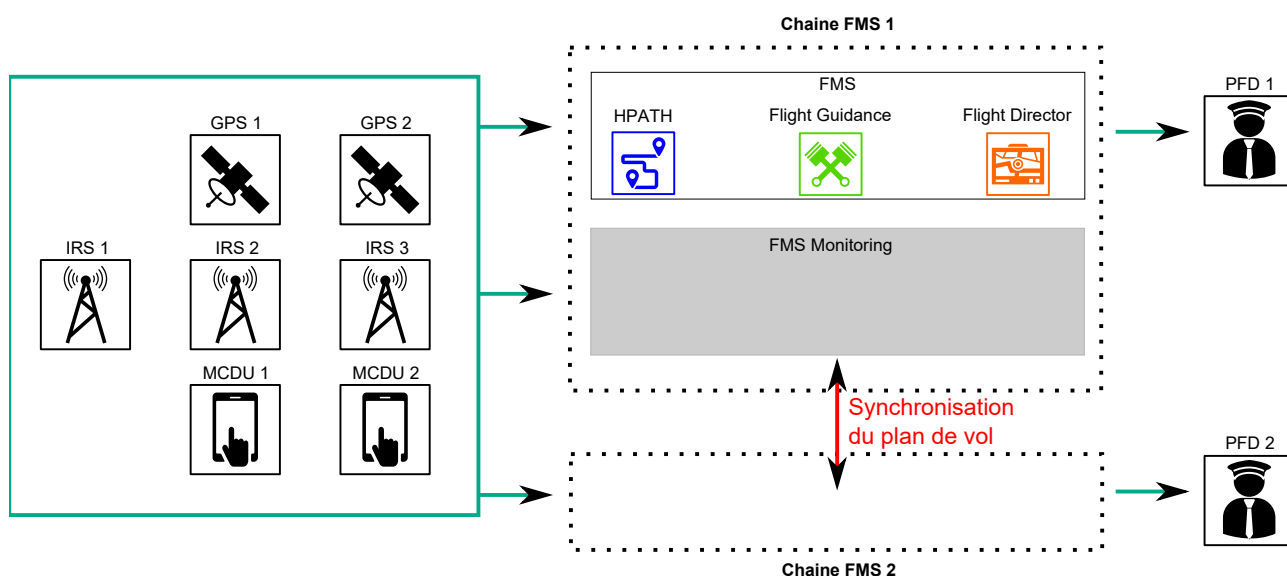 Chaine FMS 1
FMS
HPATH
Flight Guidance
Flight Director
PFD 1
GPS 1
GPS 2
IRS 1
IRS 2
IRS 3
FMS Monitoring
MCDU 1
MCDU 2
Synchronisation
du plan de vol
PFD 2
Chaine FMS 2